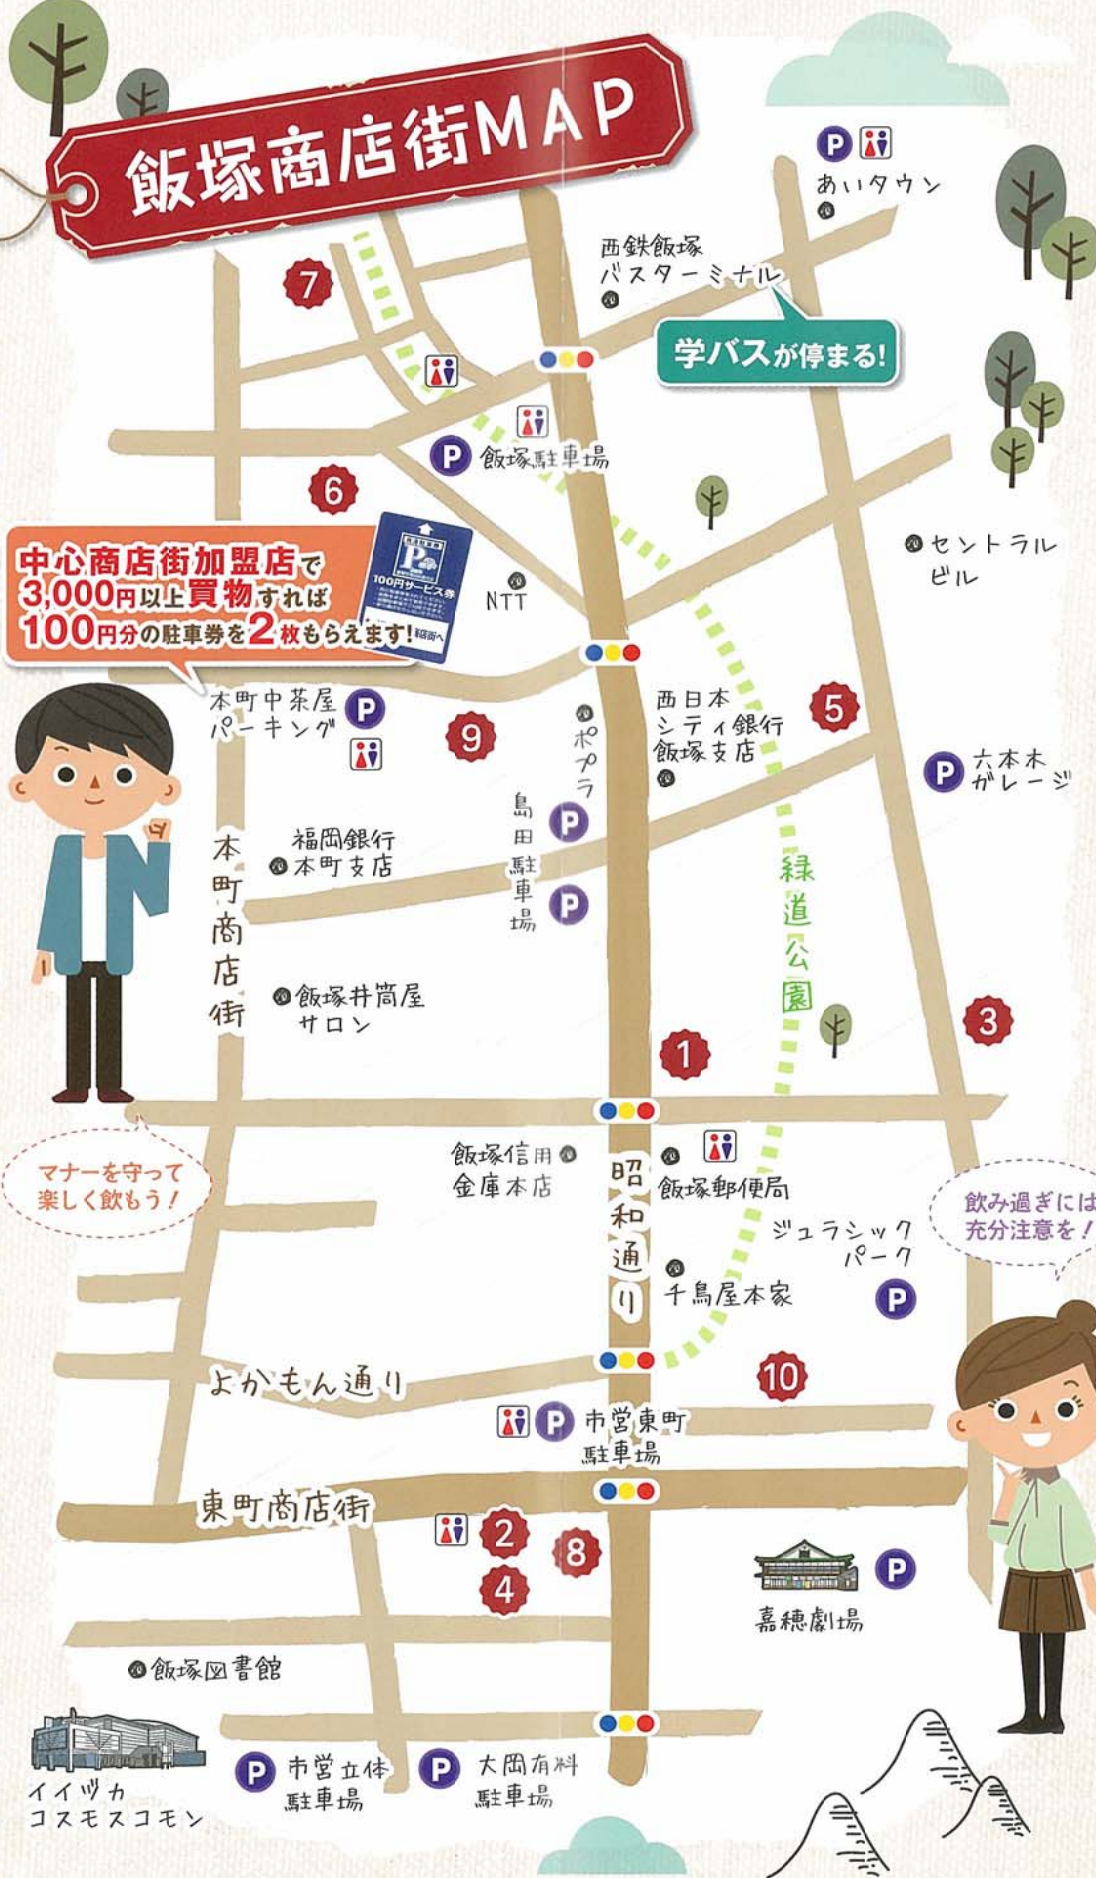 飯塚商店街MAP
P
あいタウン
西鉄飯塚
バスターミナル
学バスが停まる!
7
P 飯塚駐車場
6
中心商店街加盟店で
3,000円以上買物すれば
100円分の駐車券を2枚もらえます!
P
100円サービス券
NTT
セントラル
ビル
本町中茶屋
パーキング
P
9
ポプラ
西日本
シティ銀行
飯塚支店
5
P
六本木
ガレージ
島田駐車場
P
P
福岡銀行
本町支店
本町商店街
緑道公園
飯塚井筒屋
サロン
1
3
マナーを守って
楽しく飲もう!
飯塚信用
金庫本店
昭和通り
飯塚郵便局
飲み過ぎには
充分注意を!
ジュラシック
パーク
P
千鳥屋本家
よかもん通り
10
P
市営東町
駐車場
東町商店街
2
8
4
P
嘉穂劇場
飯塚図書館
イイヅカ
コスモスコモン
P
市営立体
駐車場
P
大岡有料
駐車場